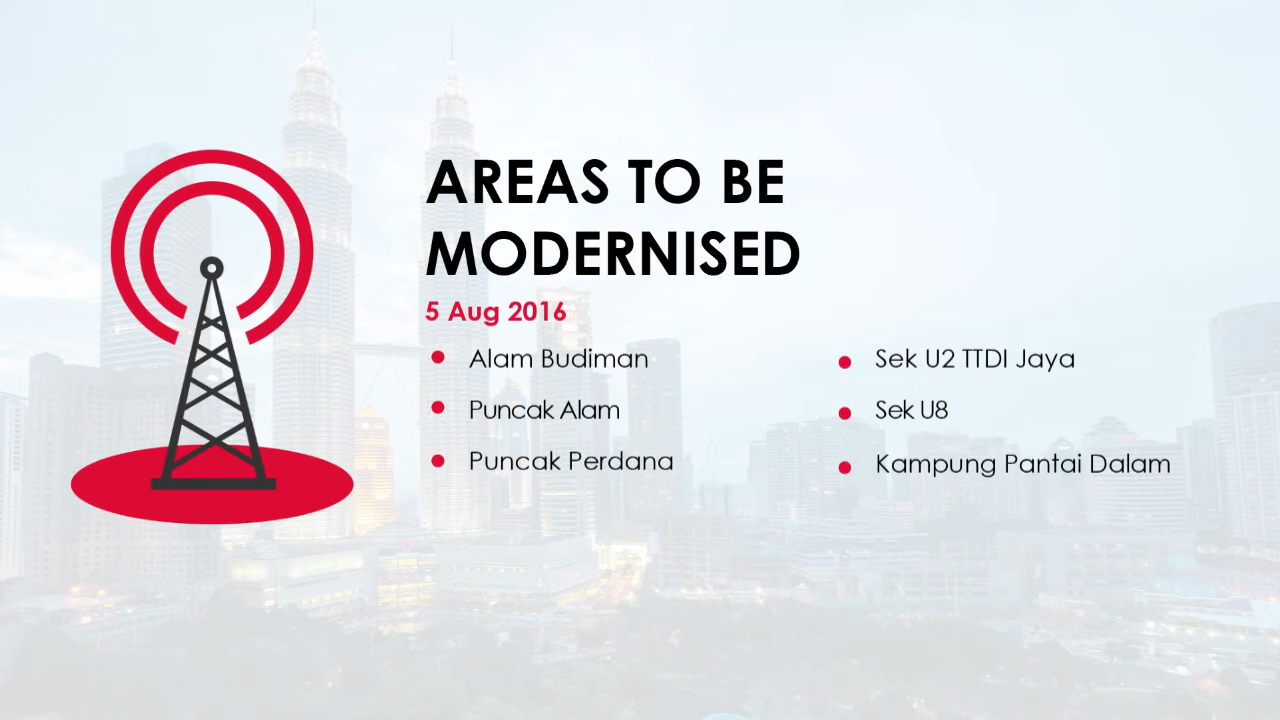 AREAS TO BE
MODERNISED
5 Aug 2016
Alam Budiman
Puncak Alam
Puncak Perdana
Sek U2 TTDI Jaya
Sek U8
Kampung Pantai Dalam